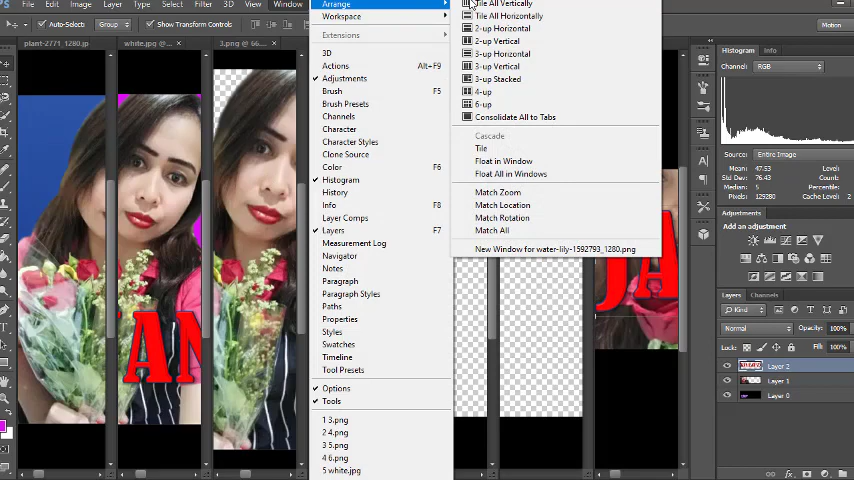 File Edit Image Layer Type Select Filter 3D View Window
Auto-Select: Group Show Transform Controls
Motion
plant-2771_1280.jp white.jpg @ 3.png @ 66.
Arrange
Workspace
Extensions
3D
Actions Alt+F9
Adjustments
Brush F5
Brush Presets
Channels
Character
Character Styles
Clone Source
Color F6
Histogram
History
Info F8
Layer Comps
Layers F7
Measurement Log
Navigator
Notes
Paragraph
Paragraph Styles
Paths
Properties
Styles
Swatches
Timeline
Tool Presets
Options
Tools
1 3.png
2 4.png
3 5.png
4 6.png
5 white.jpg
Tile All Vertically
Tile All Horizontally
2-up Horizontal
2-up Vertical
3-up Horizontal
3-up Vertical
3-up Stacked
4-up
6-up
Consolidate All to Tabs
Cascade
Tile
Float in Window
Float All in Windows
Match Zoom
Match Location
Match Rotation
Match All
New Window for water-lily-1592793_1280.png
Histogram Info
Channel: RGB
Source: Entire Image
Mean: 47.53
Std Dev: 76.43
Median: 5
Adjustments
Add an adjustment
Layers Channels
Kind
Normal Opacity: 100%
Lock: Fill: 100%
Layer 2
Layer 1
Layer 0